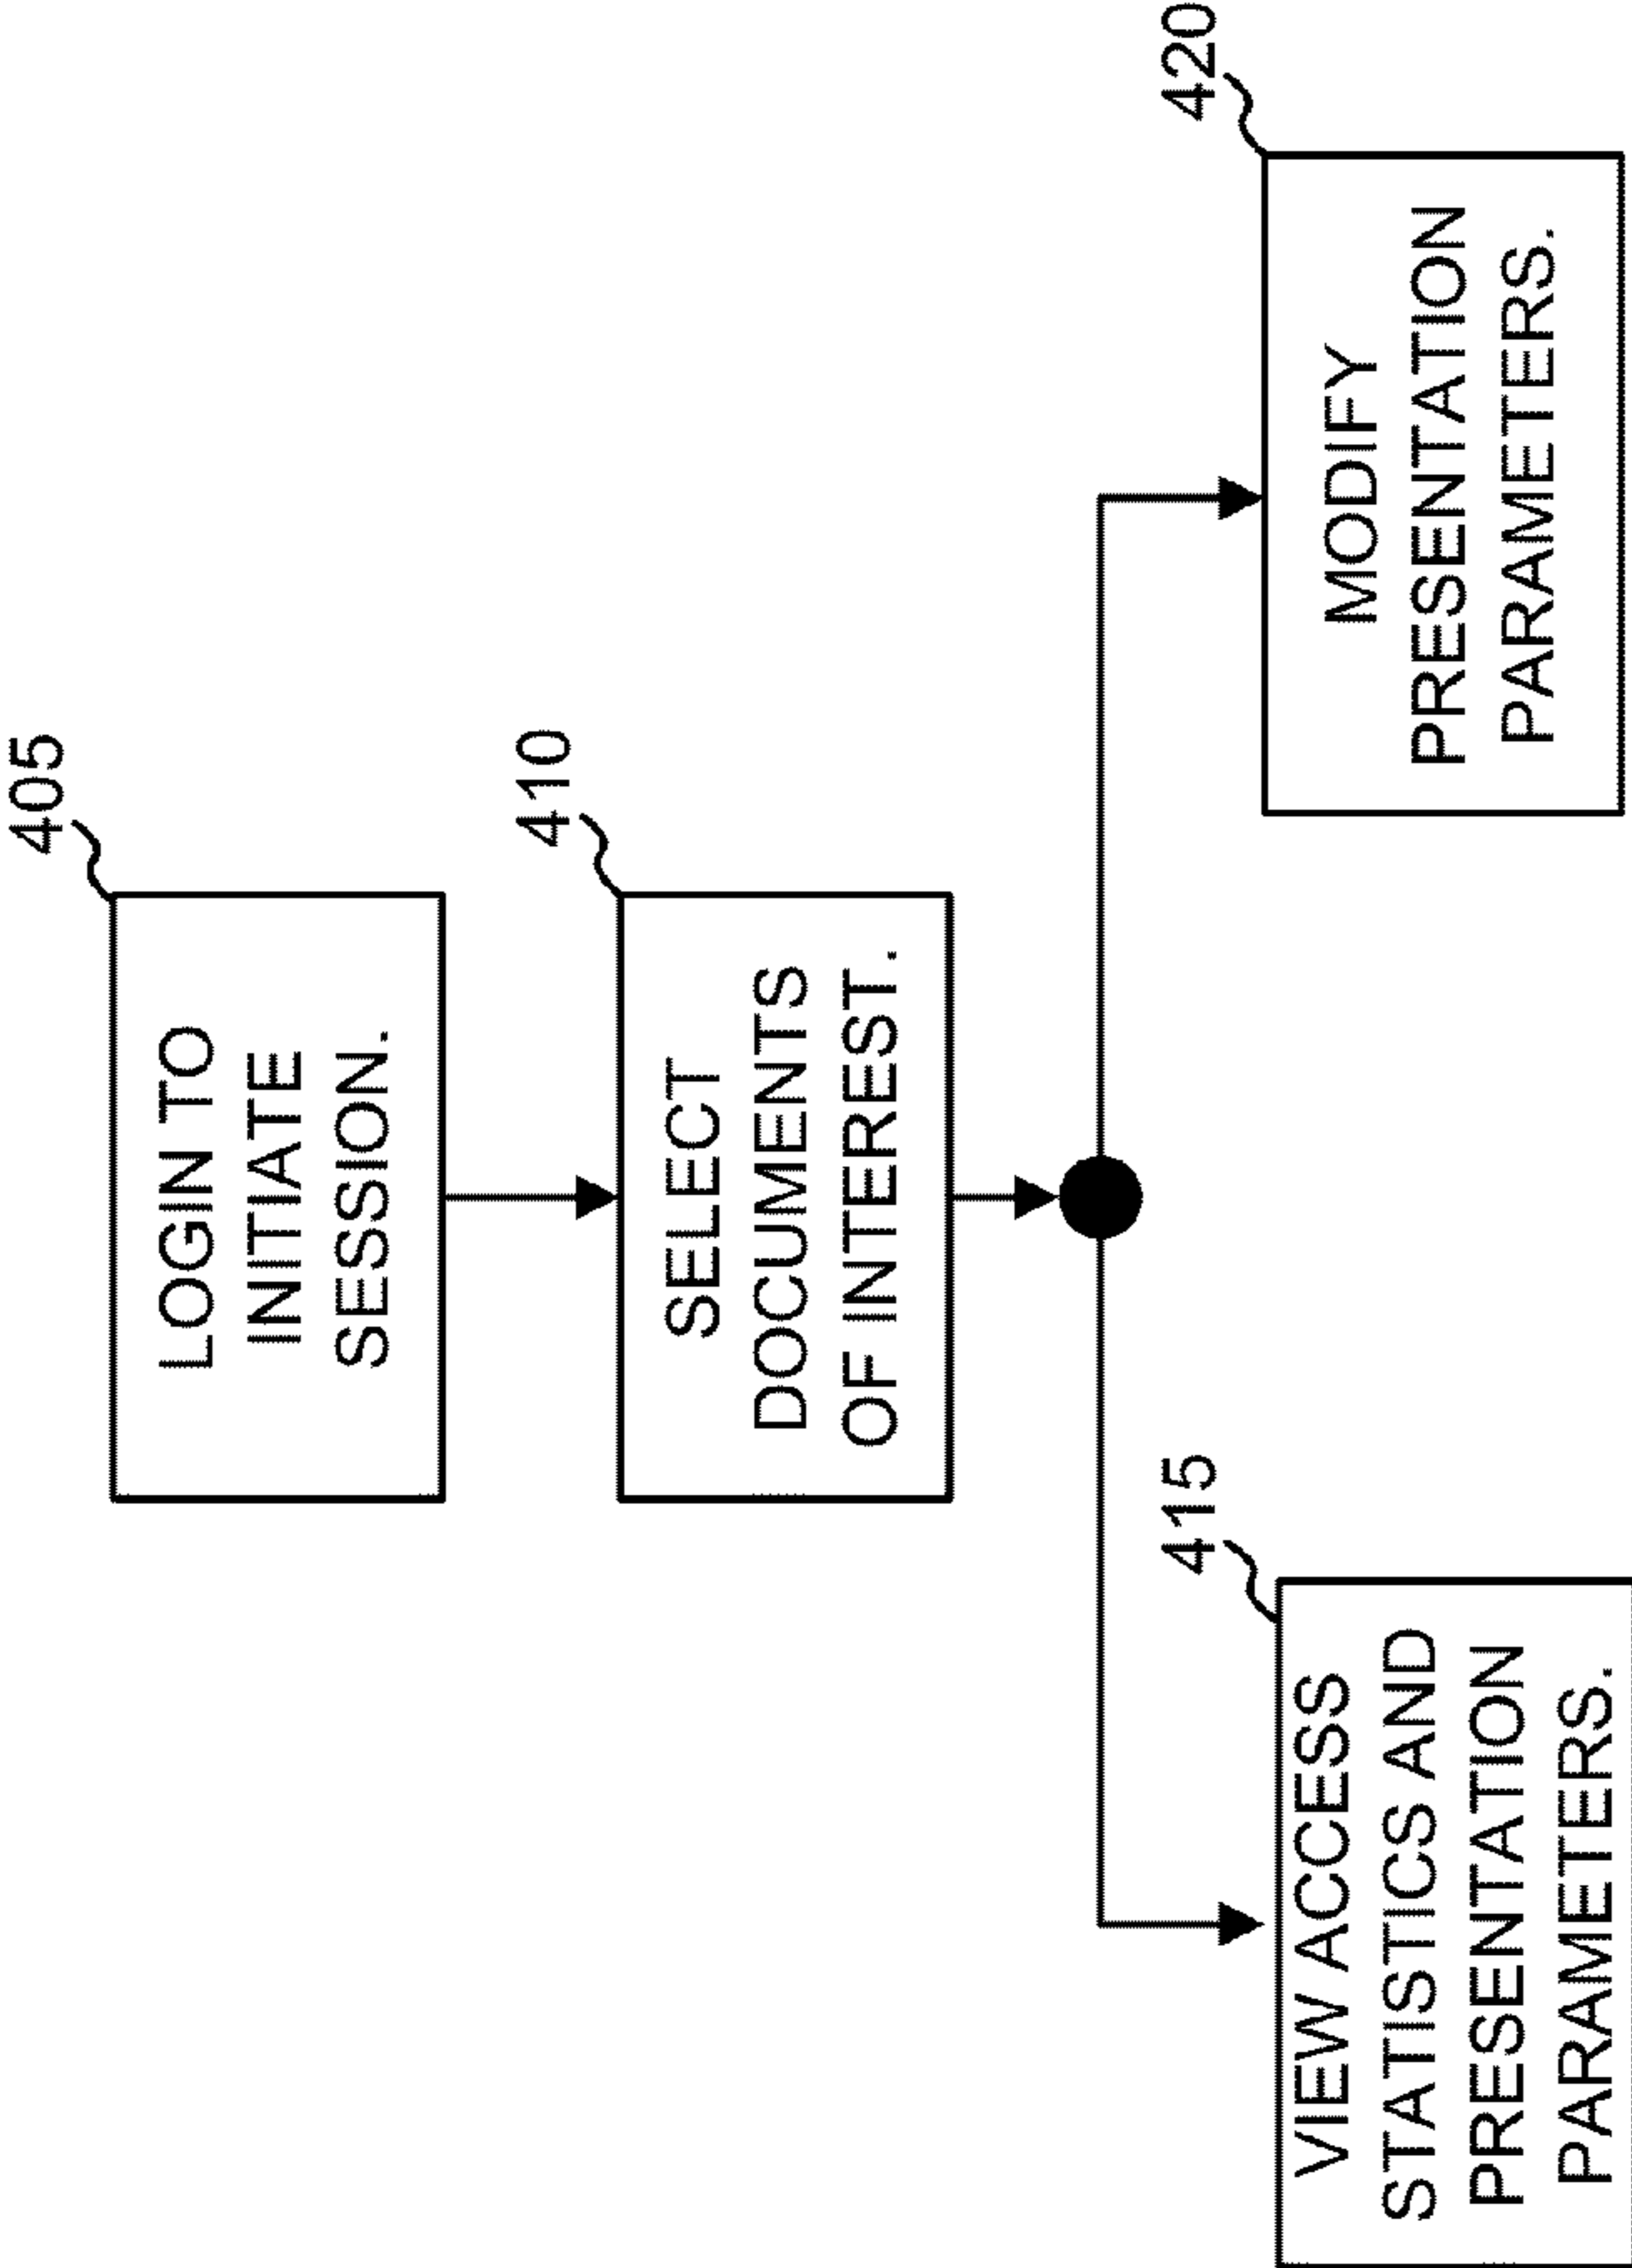 405
LOGIN TO
INITIATE
SESSION.
410
SELECT
DOCUMENTS
OF INTEREST.
415
VIEW ACCESS
STATISTICS AND
PRESENTATION
PARAMETERS.
420
MODIFY
PRESENTATION
PARAMETERS.